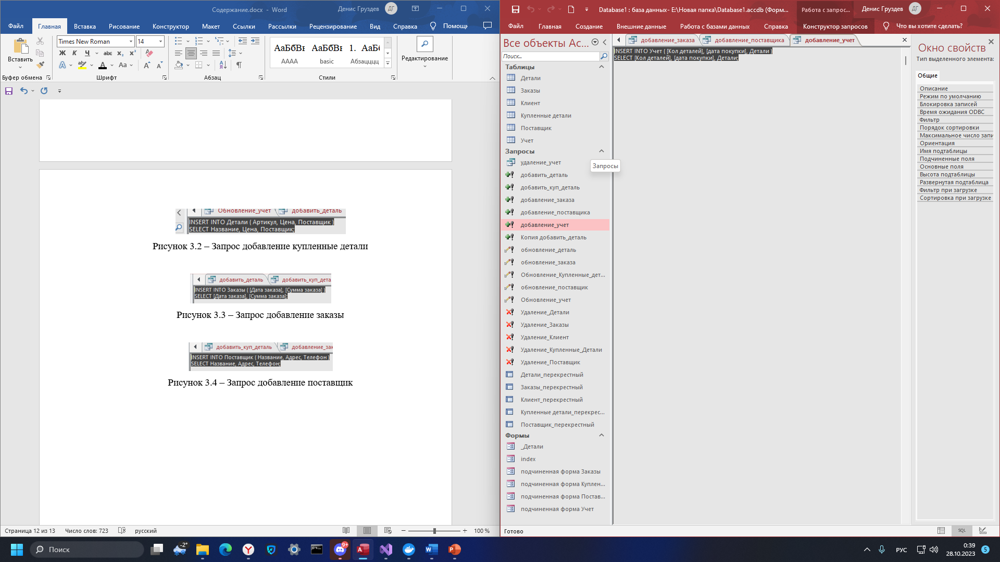 Содержание.docx - Word
Денис Груздев
ДГ
Файл
Главная
Вставка
Рисование
Конструктор
Макет
Ссылки
Рассылки
Рецензирование
Вид
Справка
Помощь
Вставить
Буфер обмена
Times New Roman
14
Ж К Ч abc x₂ x²
Aa
Шрифт
Абзац
АаБбВ
АААА
АаБбВ
basic
1. АаБб
Абзацццц
Стили
Редактирование
Обновление_учет
добавить_деталь
INSERT INTO Детали ( Артикул, Цена, Поставщик )
SELECT Название, Цена, Поставщик;
Рисунок 3.2 – Запрос добавление купленные детали
добавить_деталь
добавить_куп_дета
INSERT INTO Заказы ( [Дата заказа], [Сумма заказа] )
SELECT [Дата заказа], [Сумма заказа];
Рисунок 3.3 – Запрос добавление заказы
добавить_куп_деталь
добавление_зак
INSERT INTO Поставщик ( Название, Адрес, Телефон )
SELECT Название, Адрес, Телефон;
Рисунок 3.4 – Запрос добавление поставщик
Страница 12 из 13
Число слов: 723
русский
100 %
Database1 : база данных- E:\Новая папка\Database1.accdb (Форм...
Работа с запрос...
Денис Груздев
ДГ
Файл
Главная
Создание
Внешние данные
Работа с базами данных
Справка
Конструктор запросов
Что вы хотите сделать?
Все объекты Ac...
Поиск...
Таблицы
Детали
Заказы
Клиент
Купленные детали
Поставщик
Учет
Запросы
удаление_учет
Запросы
добавить_деталь
добавить_куп_деталь
добавление_заказа
добавление_поставщика
добавление_учет
Копия добавить_деталь
обновление_деталь
обновление_заказа
Обновление_Купленные_дет...
обновление_поставщик
Обновление_учет
Удаление_Детали
Удаление_Заказы
Удаление_Клиент
Удаление_Купленные_Детали
Удаление_Поставщик
Детали_перекрестный
Заказы_перекрестный
Клиент_перекрестный
Купленные детали_перекрес...
Поставщик_перекрестный
Формы
_Детали
index
подчиненная форма Заказы
подчиненная форма Куплен...
подчиненная форма Постав...
подчиненная форма Учет
добавление_заказа
добавление_поставщика
добавление_учет
INSERT INTO Учет ( [Кол деталей], [дата покупки], Детали )
SELECT [Кол деталей], [дата покупки], Детали;
Окно свойств
Тип выделенного элемента:
Общие
Описание
Режим по умолчанию
Блокировка записей
Время ожидания ODBC
Фильтр
Порядок сортировки
Максимальное число запи
Ориентация
Имя подтаблицы
Подчиненные поля
Основные поля
Высота подтаблицы
Развернутая подтаблица
Фильтр при загрузке
Сортировка при загрузке
Готово
SQL
Поиск
-2°
9+
РУС
0:39
28.10.2023
5